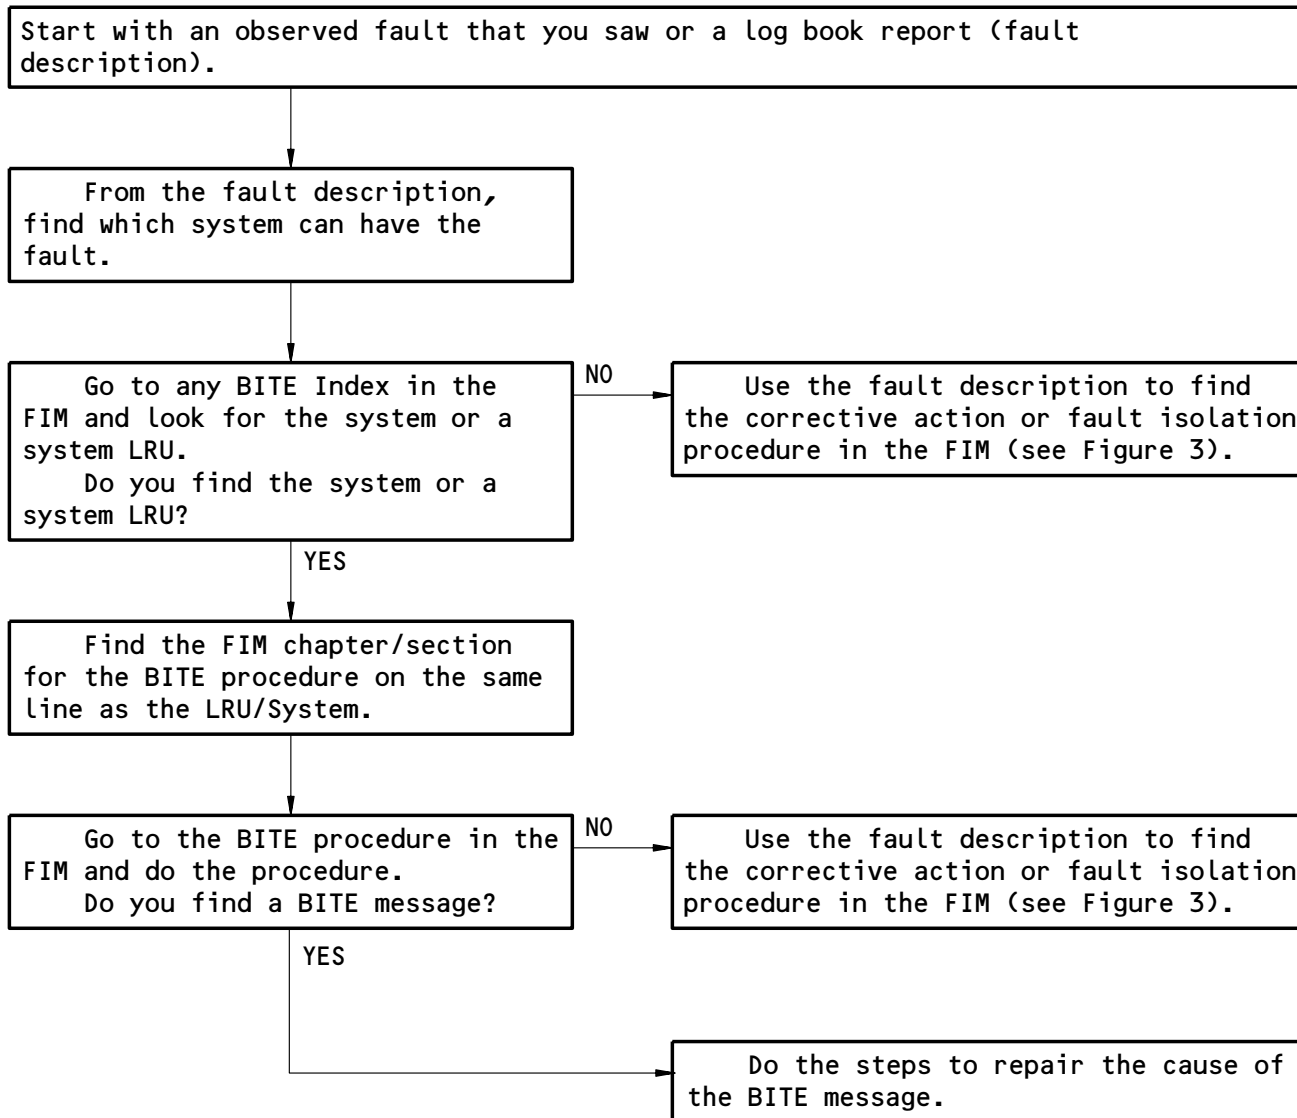 Start with an observed fault that you saw or a log book report (fault
description).
From the fault description,
find which system can have the
fault.
Go to any BITE Index in the
FIM and look for the system or a
system LRU.
Do you find the system or a
system LRU?
NO
Use the fault description to find
the corrective action or fault isolation
procedure in the FIM (see Figure 3).
YES
Find the FIM chapter/section
for the BITE procedure on the same
line as the LRU/System.
Go to the BITE procedure in the
FIM and do the procedure.
Do you find a BITE message?
NO
Use the fault description to find
the corrective action or fault isolation
procedure in the FIM (see Figure 3).
YES
Do the steps to repair the cause of
the BITE message.